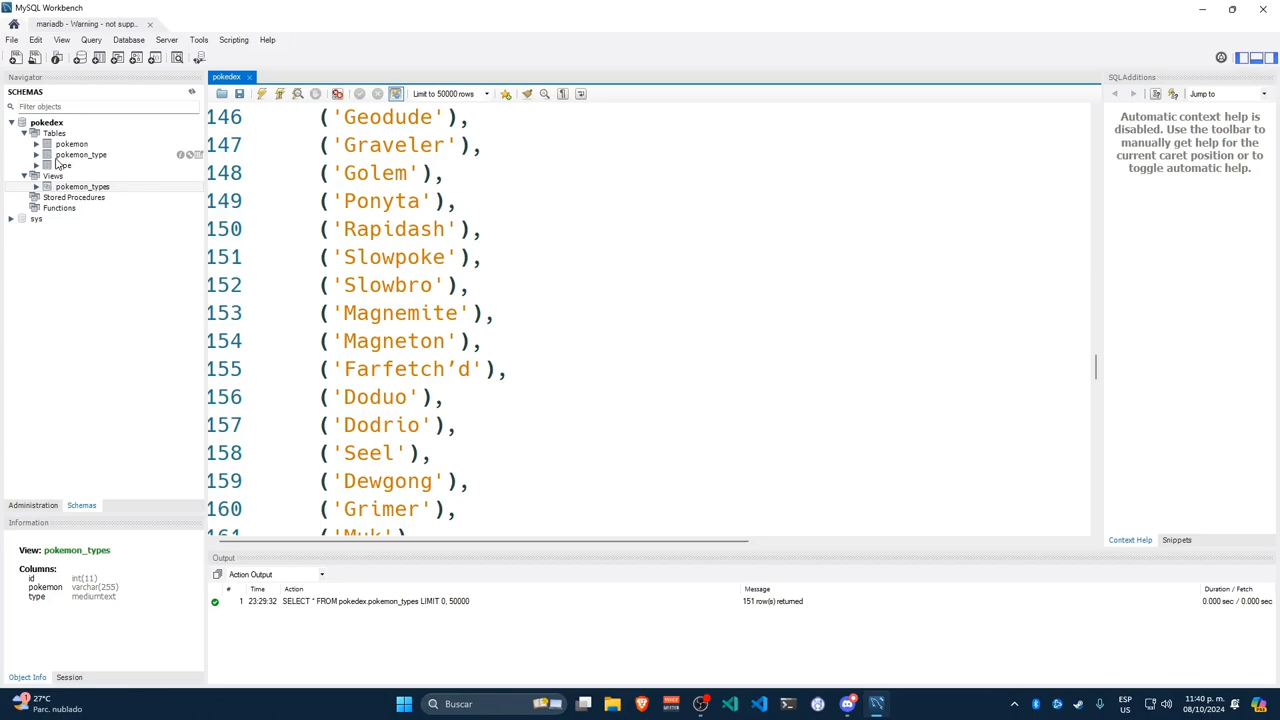 MySQL Workbench
mariadb - Warning - not supp...
File Edit View Query Database Server Tools Scripting Help
Navigator
SCHEMAS
Filter objects
pokedex
Tables
pokemon
pokemon_type
type
Views
pokemon_types
Stored Procedures
Functions
sys
Administration Schemas
Information
View: pokemon_types
Columns:
id int(11)
pokemon varchar(255)
type mediumtext
Object Info Session
pokedex
Limit to 50000 rows
146 ('Geodude'),
147 ('Graveler'),
148 ('Golem'),
149 ('Ponyta'),
150 ('Rapidash'),
151 ('Slowpoke'),
152 ('Slowbro'),
153 ('Magnemite'),
154 ('Magneton'),
155 ('Farfetch’d'),
156 ('Doduo'),
157 ('Dodrio'),
158 ('Seel'),
159 ('Dewgong'),
160 ('Grimer'),
161 ('Muk')
Output
Action Output
# Time Action Message Duration / Fetch
1 23:29:32 SELECT * FROM pokedex.pokemon_types LIMIT 0, 50000 151 row(s) returned 0.000 sec / 0.000 sec
SQLAdditions
Jump to
Automatic context help is
disabled. Use the toolbar to
manually get help for the
current caret position or to
toggle automatic help.
Context Help Snippets
1
27°C
Parc. nublado
Buscar
ESP
US
11:40 p. m.
08/10/2024